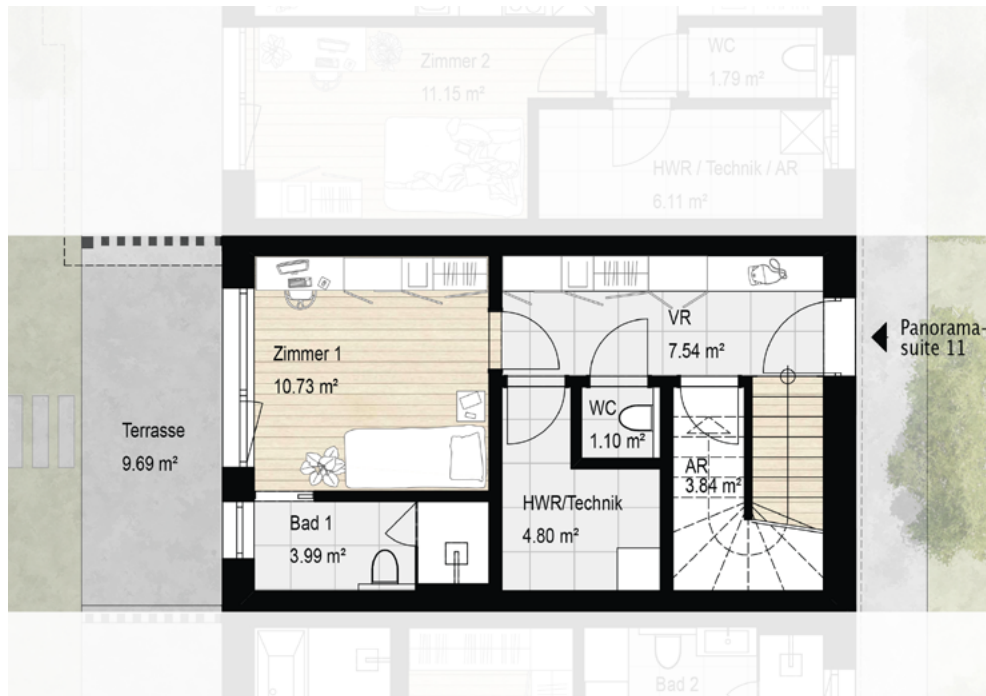 Zimmer 2
11.15 m²
WC
1.79 m²
HWR / Technik / AR
6.11 m²
Zimmer 1
10.73 m²
VR
7.54 m²
Panorama-
suite 11
Terrasse
9.69 m²
WC
1.10 m²
AR
3.84 m²
HWR/Technik
4.80 m²
Bad 1
3.99 m²
Bad 2